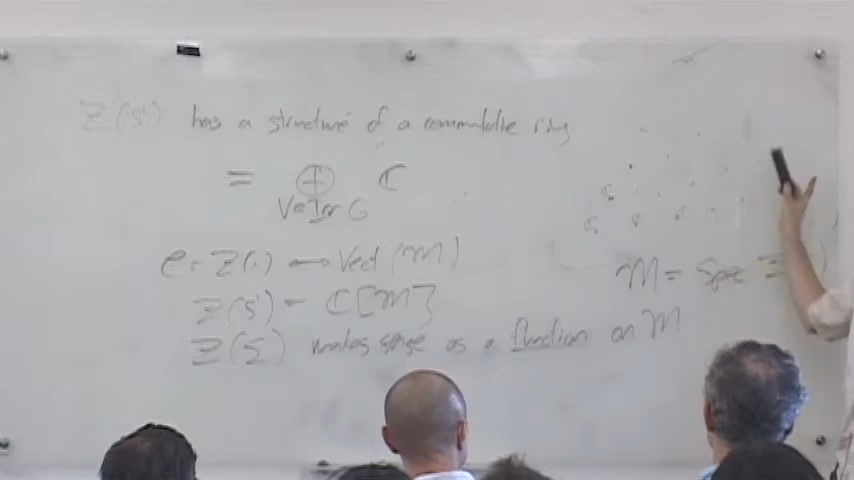 Z(S¹) has a structure of a commutative ring
= ⊕ ℂ
V∈Irr G
C = Z(·) ⟷ Vect(M)
Z(S¹) = ℂ[M]
M = Spec Z
Z(Σ) makes sense as a function on M